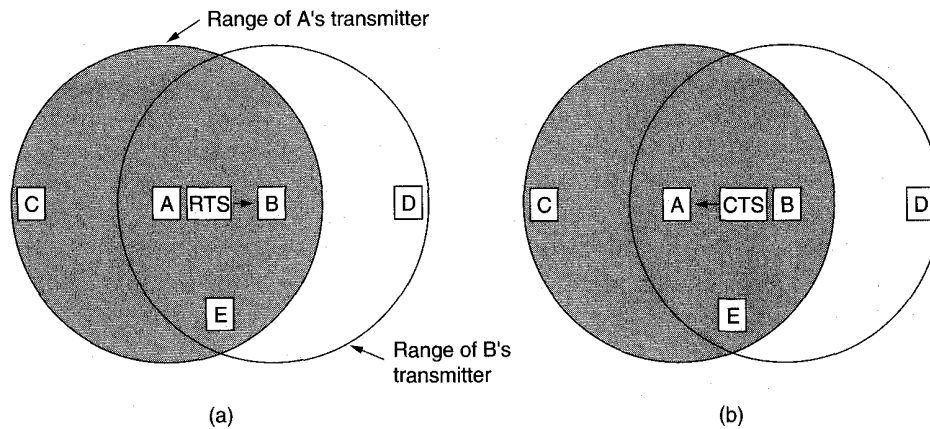 Range of A's transmitter
C
A
RTS
B
D
E
Range of B's
transmitter
(a)
C
A
CTS
B
D
E
(b)